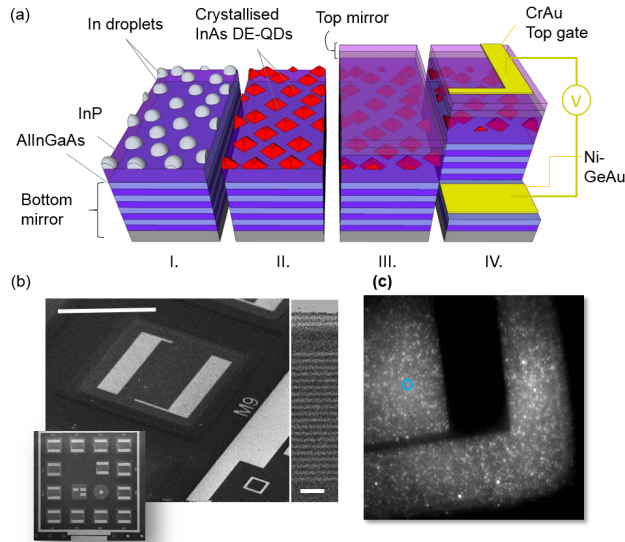 (a)
In droplets
Crystallised
InAs DE-QDs
Top mirror
CrAu
Top gate
InP
AlInGaAs
Bottom
mirror
V
Ni-
GeAu
I.
II.
III.
IV.
(b)
M9
(c)